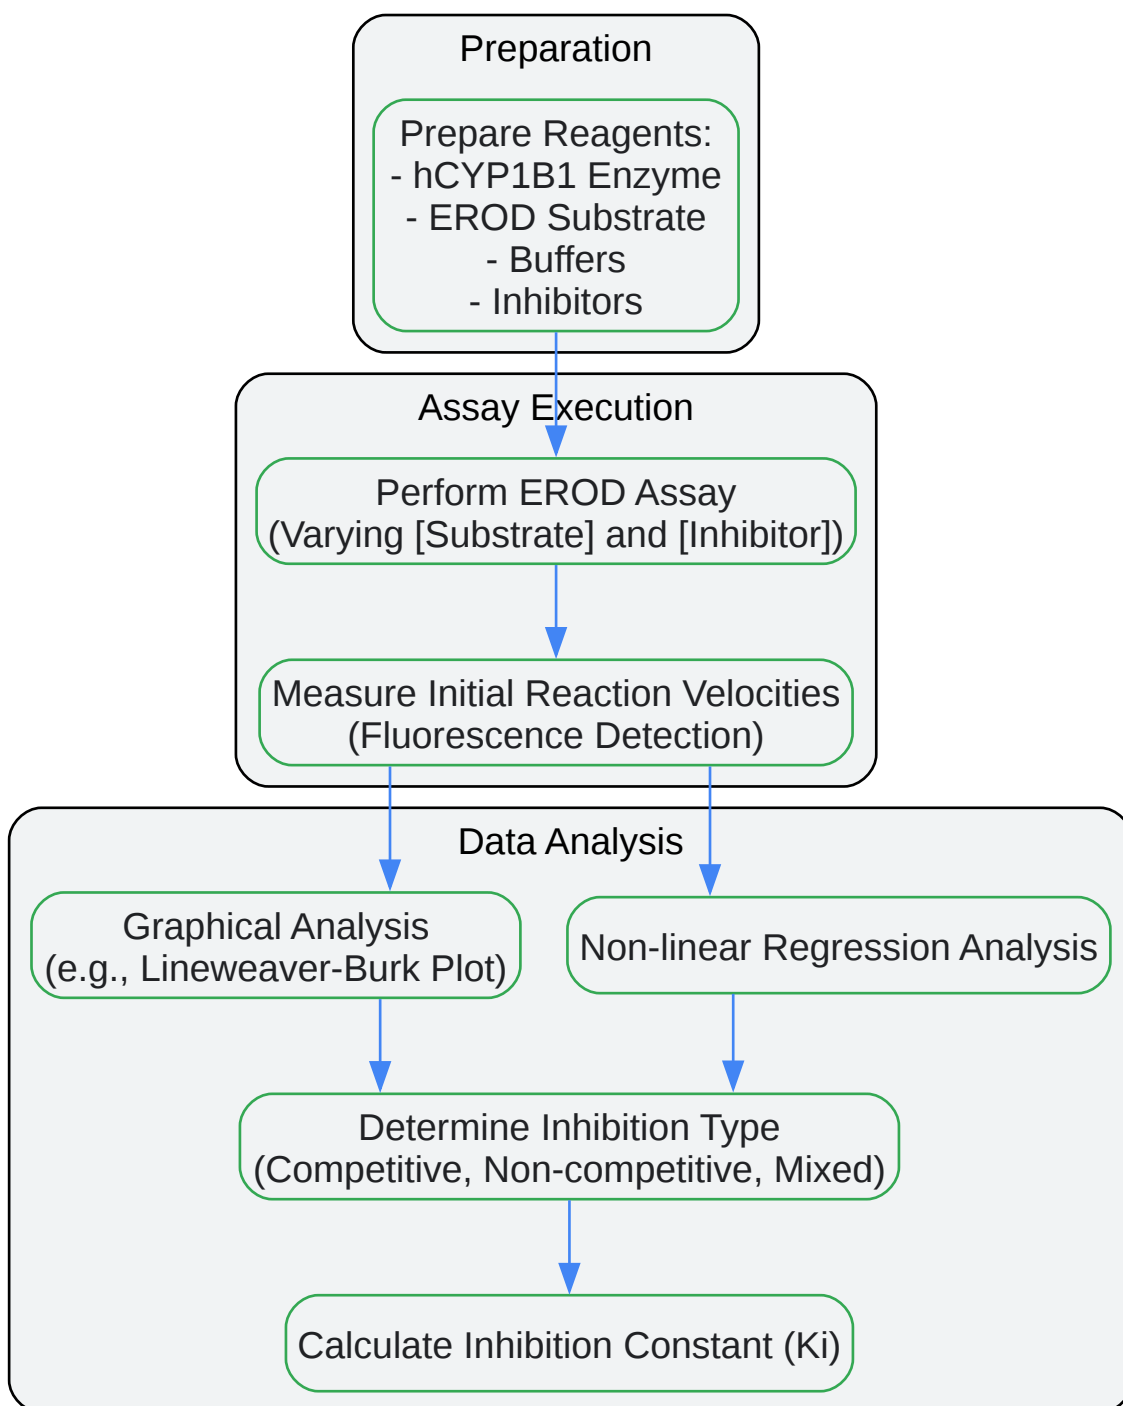 Preparation
Prepare Reagents:
- hCYP1B1 Enzyme
- EROD Substrate
- Buffers
- Inhibitors
Assay Execution
Perform EROD Assay
(Varying [Substrate] and [Inhibitor])
Measure Initial Reaction Velocities
(Fluorescence Detection)
Data Analysis
Graphical Analysis
(e.g., Lineweaver-Burk Plot)
Non-linear Regression Analysis
Determine Inhibition Type
(Competitive, Non-competitive, Mixed)
Calculate Inhibition Constant (Ki)